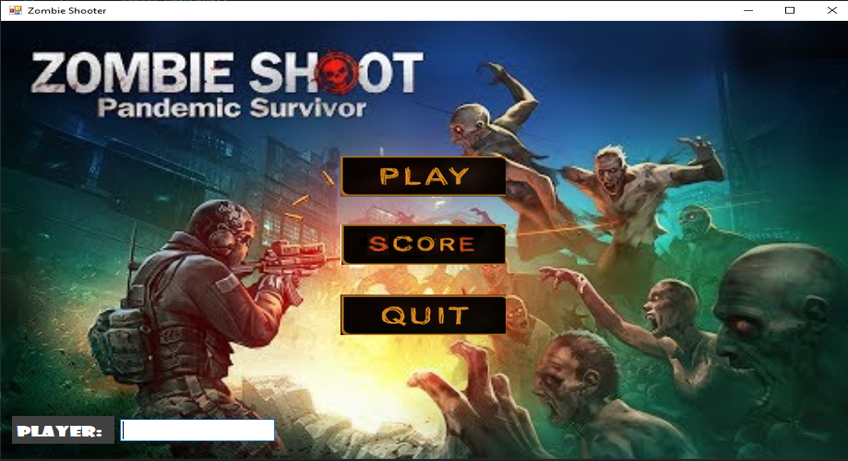 Zombie Shooter
ZOMBIE SHOOT
Pandemic Survivor
PLAY
SCORE
QUIT
PLAYER: